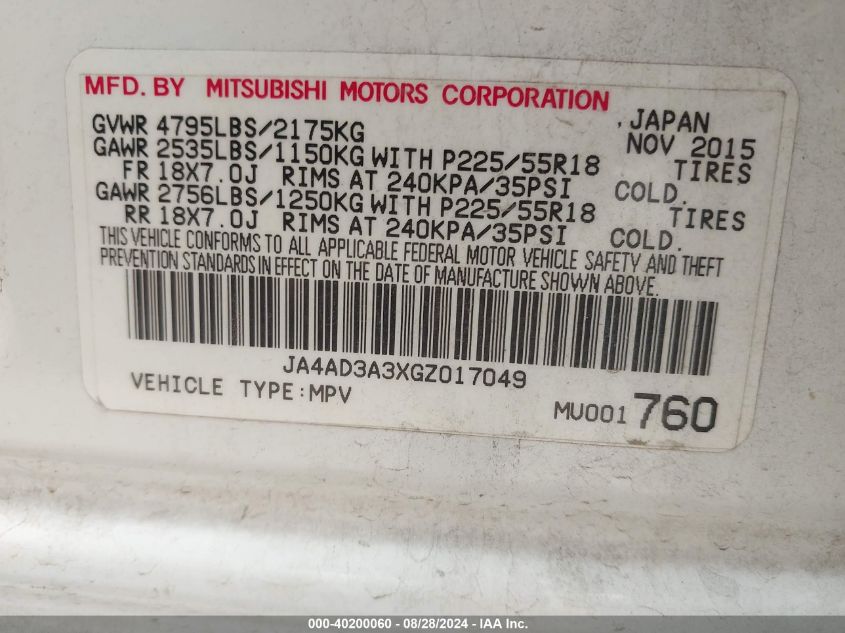 MFD. BY MITSUBISHI MOTORS CORPORATION
GVWR 4795LBS/2175KG , JAPAN
NOV 2015
GAWR 2535LBS/1150KG WITH P225/55R18 TIRES
FR 18X7.0J RIMS AT 240KPA/35PSI COLD.
GAWR 2756LBS/1250KG WITH P225/55R18 TIRES
RR 18X7.0J RIMS AT 240KPA/35PSI COLD.
THIS VEHICLE CONFORMS TO ALL APPLICABLE FEDERAL MOTOR VEHICLE SAFETY AND THEFT
PREVENTION STANDARDS IN EFFECT ON THE DATE OF MANUFACTURE SHOWN ABOVE.
JA4AD3A3XGZ017049
VEHICLE TYPE:MPV MU001 760
000-40200060 - 08/28/2024 - IAA Inc.